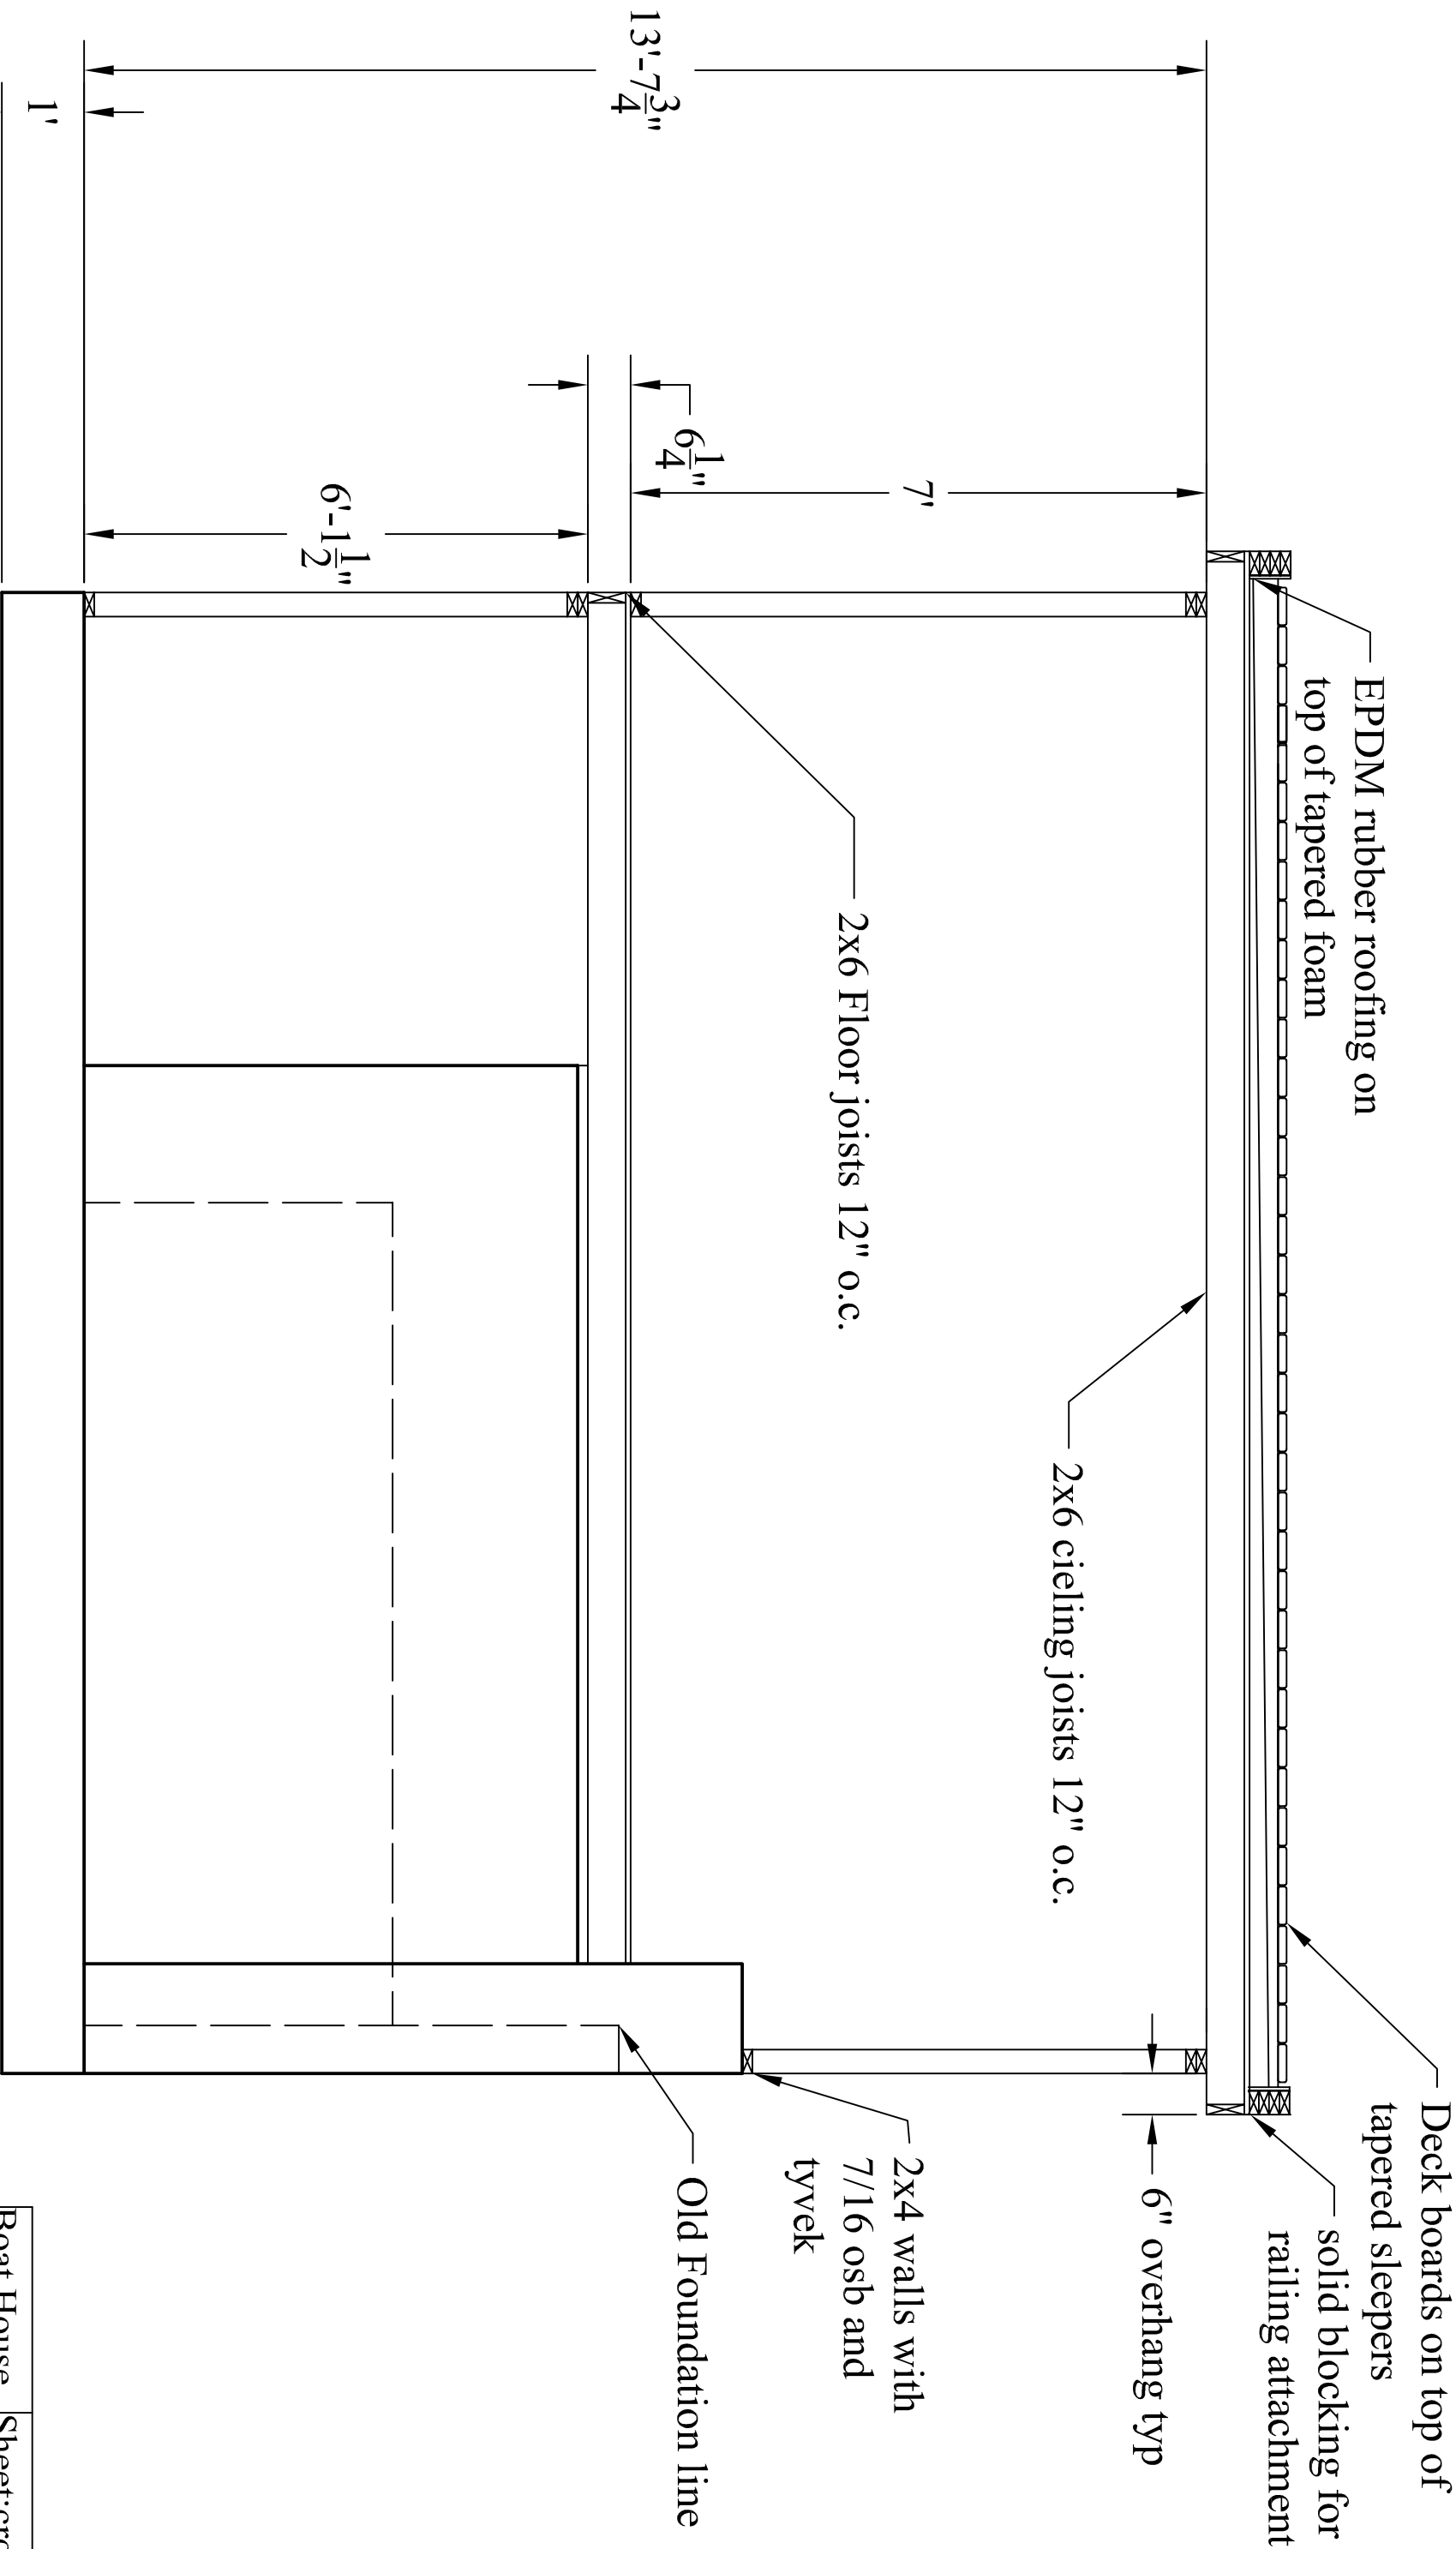 Deck boards on top of
tapered sleepers
solid blocking for
railing attachment
EPDM rubber roofing on
top of tapered foam
6" overhang typ
2x6 cieling joists 12" o.c.
7'
2x4 walls with
7/16 osb and
tyvek
2x6 Floor joists 12" o.c.
6 1/4"
13'-7 3/4"
Old Foundation line
6'-1 1/2"
1'
Boat House